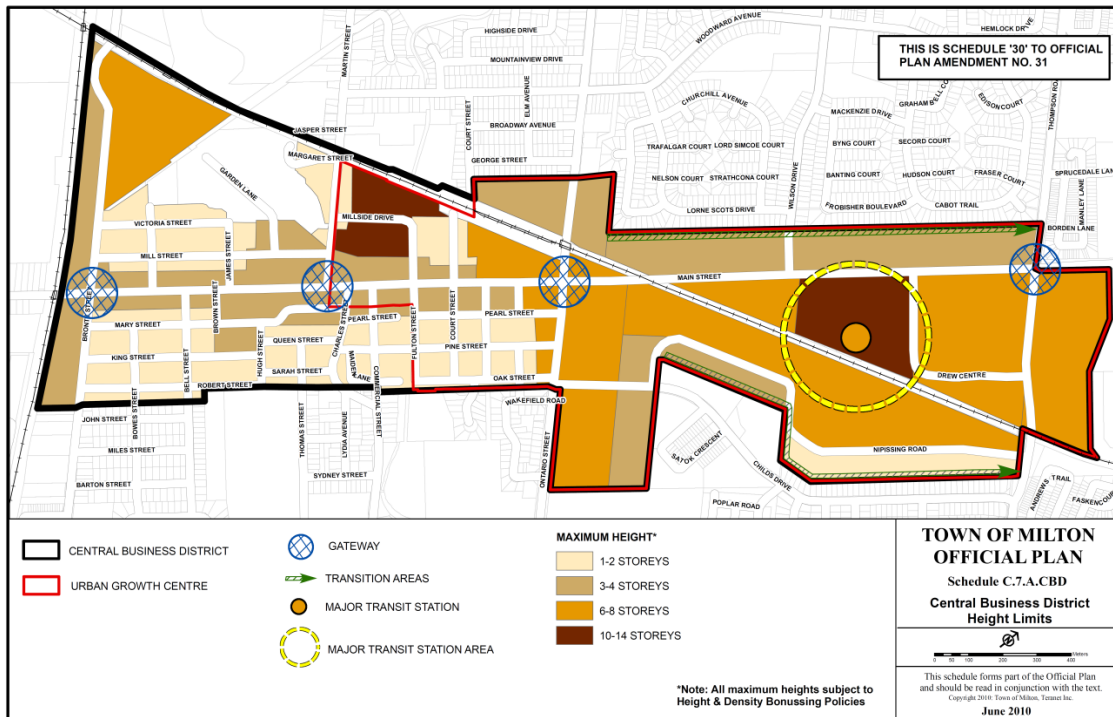 THIS IS SCHEDULE '30' TO OFFICIAL
PLAN AMENDMENT NO. 31
HIGHSIDE DRIVE
MOUNTAINVIEW DRIVE
MARTIN STREET
ELM AVENUE
COURT STREET
BROADWAY AVENUE
GEORGE STREET
JASPER STREET
MARGARET STREET
WOODWARD AVENUE
HEMLOCK DRIVE
CHURCHILL AVENUE
MACKENZIE DRIVE
EDISON COURT
THOMPSON
TRAFALGAR COURT
LORD SIMCOE COURT
BYNG COURT
SECORD COURT
NELSON COURT
STRATHCONA COURT
BANTING COURT
HUDSON COURT
FRASER COURT
SPRUCEDALE LANE
MANLEY LANE
WILSON DRIVE
LORNE SCOTS DRIVE
FROBISHER BOULEVARD
CABOT TRAIL
BORDEN LANE
GARDEN LANE
MILLSIDE DRIVE
VICTORIA STREET
MILL STREET
JAMES STREET
MAIN STREET
BRONTE STREET
BROWN STREET
MARY STREET
KING STREET
BELL STREET
HUGH STREET
QUEEN STREET
SARAH STREET
ROBERT STREET
CHARLES STREET
PEARL STREET
FULTON STREET
COURT STREET
PEARL STREET
PINE STREET
OAK STREET
MAIDEN LANE
COMMERCIAL STREET
WAKEFIELD ROAD
DREW CENTRE
NIPISSING ROAD
JOHN STREET
BOWES STREET
MILES STREET
BARTON STREET
THOMAS STREET
LYDIA AVENUE
SYDNEY STREET
ONTARIO STREET
SATOK CRESCENT
CHILDS DRIVE
POPLAR ROAD
ANDREWS TRAIL
FASKEN COURT
CENTRAL BUSINESS DISTRICT
URBAN GROWTH CENTRE
GATEWAY
TRANSITION AREAS
MAJOR TRANSIT STATION
MAJOR TRANSIT STATION AREA
MAXIMUM HEIGHT*
1-2 STOREYS
3-4 STOREYS
6-8 STOREYS
10-14 STOREYS
*Note: All maximum heights subject to
Height & Density Bonussing Policies
TOWN OF MILTON
OFFICIAL PLAN
Schedule C.7.A.CBD
Central Business District
Height Limits
0 50 100 200 300 400 Meters
This schedule forms part of the Official Plan
and should be read in conjunction with the text.
Copyright 2010: Town of Milton, Teranet Inc.
June 2010